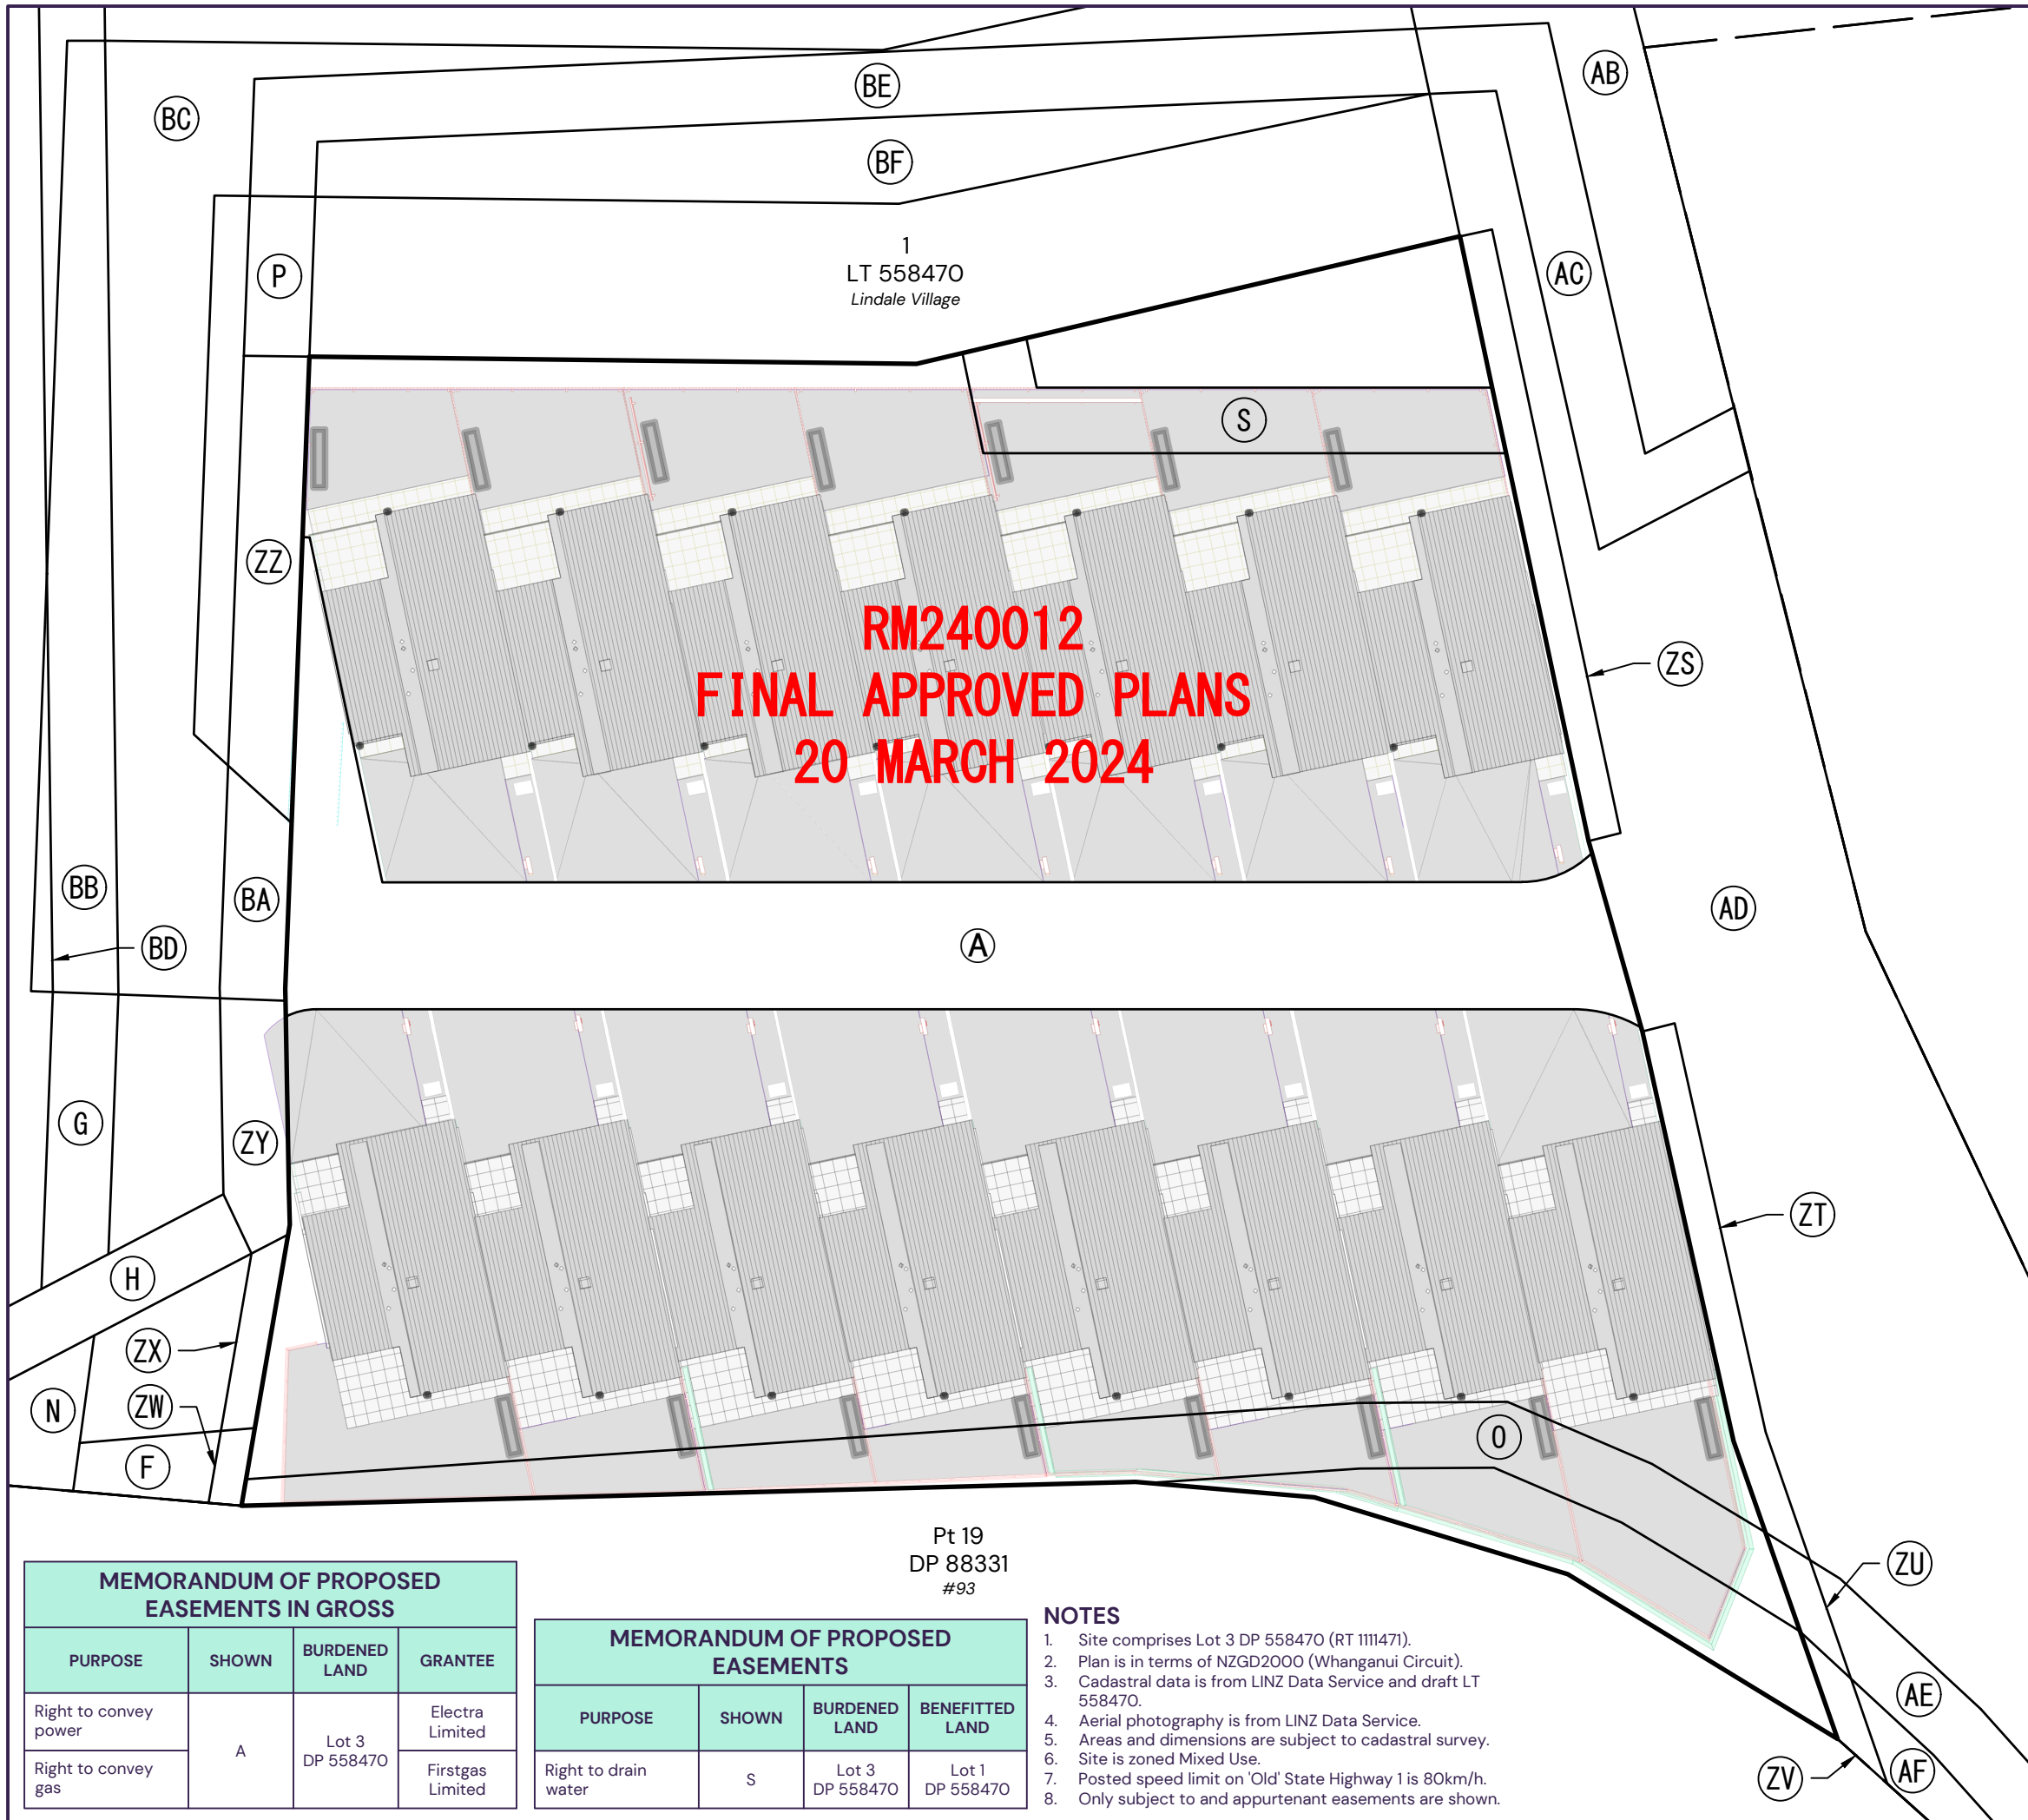 BE
AB
BC
BF
1
LT 558470
Lindale Village
P
AC
S
ZZ
RM240012
FINAL APPROVED PLANS
20 MARCH 2024
ZS
BB
BA
AD
BD
A
G
ZY
ZT
H
ZX
ZW
N
F
O
Pt 19
DP 88331
#93
ZU
AE
ZV
AF
MEMORANDUM OF PROPOSED
EASEMENTS IN GROSS
PURPOSE SHOWN BURDENED LAND GRANTEE
Right to convey power A Lot 3 DP 558470 Electra Limited
Right to convey gas Firstgas Limited
MEMORANDUM OF PROPOSED
EASEMENTS
PURPOSE SHOWN BURDENED LAND BENEFITTED LAND
Right to drain water S Lot 3 DP 558470 Lot 1 DP 558470
NOTES
1. Site comprises Lot 3 DP 558470 (RT 1111471).
2. Plan is in terms of NZGD2000 (Whanganui Circuit).
3. Cadastral data is from LINZ Data Service and draft LT
558470.
4. Aerial photography is from LINZ Data Service.
5. Areas and dimensions are subject to cadastral survey.
6. Site is zoned Mixed Use.
7. Posted speed limit on 'Old' State Highway 1 is 80km/h.
8. Only subject to and appurtenant easements are shown.